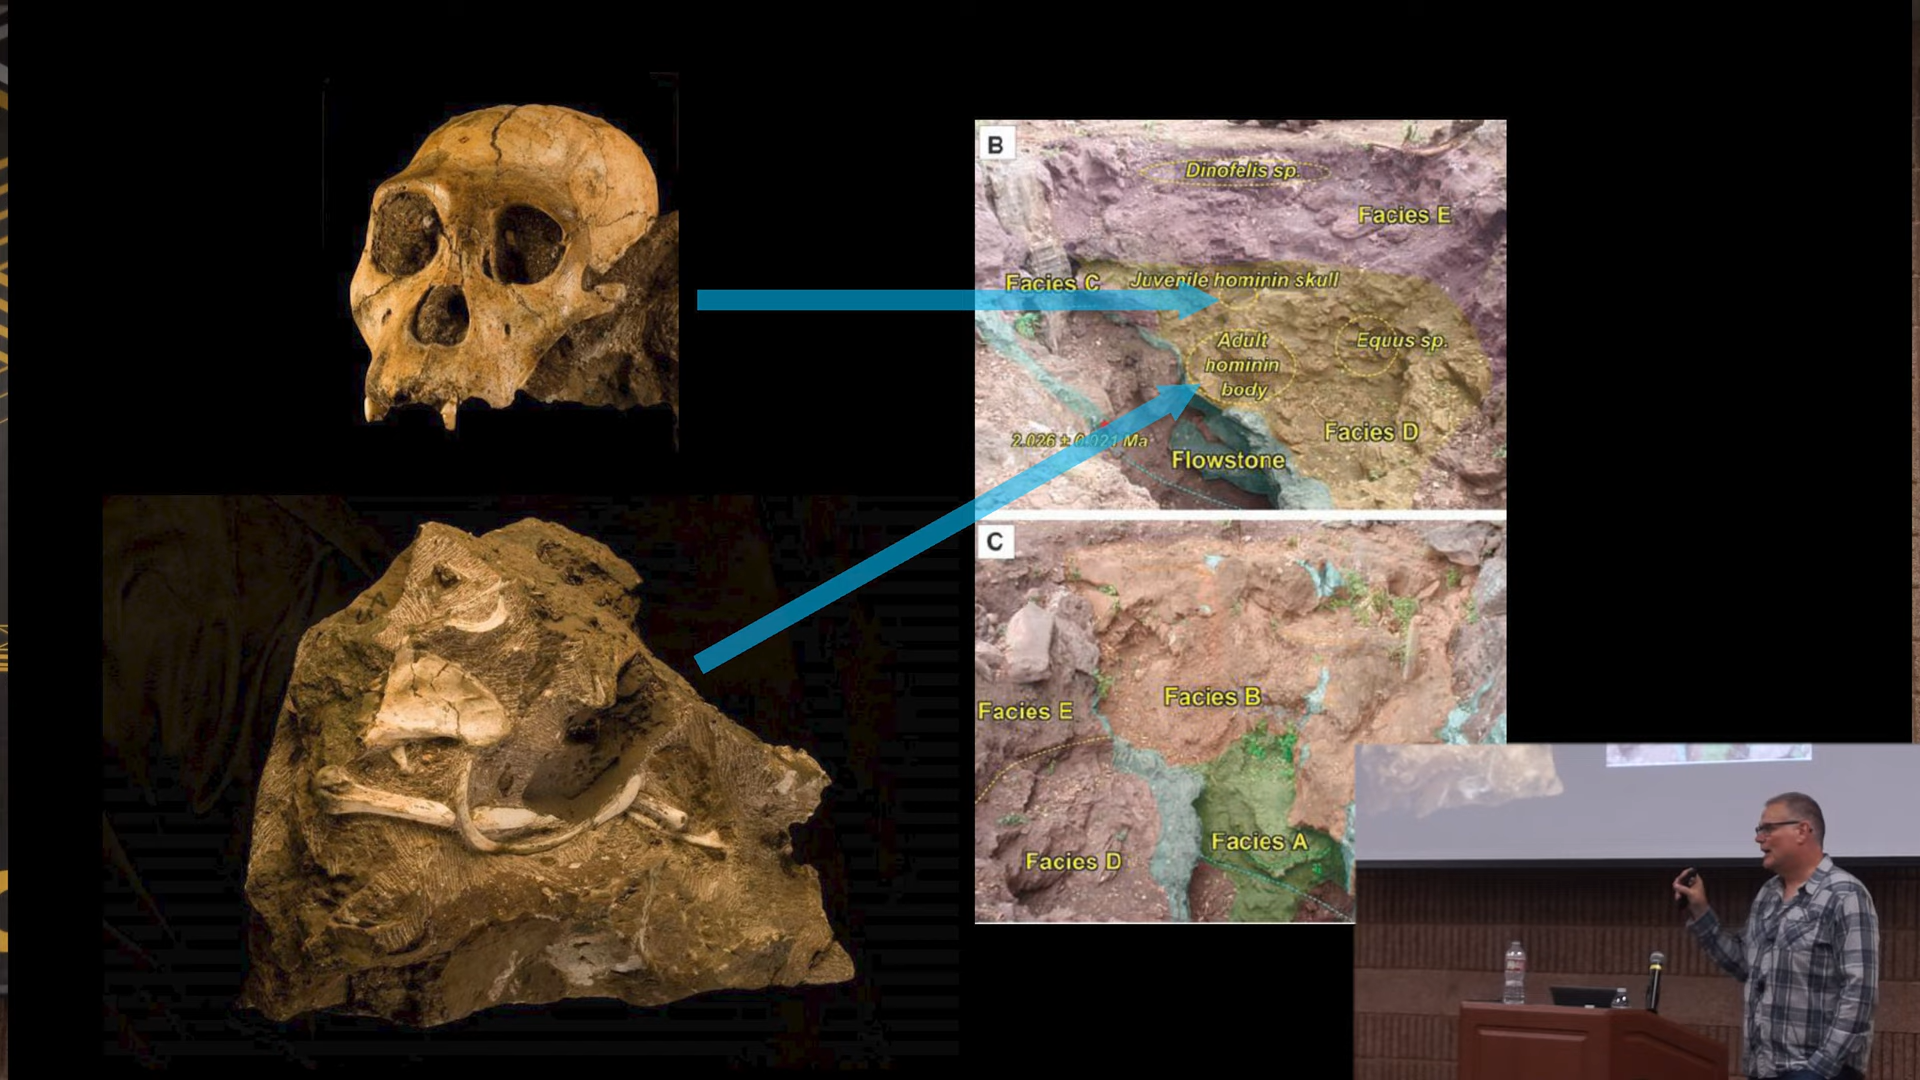 B
Dinofelis sp.
Facies E
Facies C
Juvenile hominin skull
Adult
hominin
body
Equus sp.
Facies D
2.026 ± 0.021 Ma
Flowstone
C
Facies B
Facies E
Facies A
Facies D